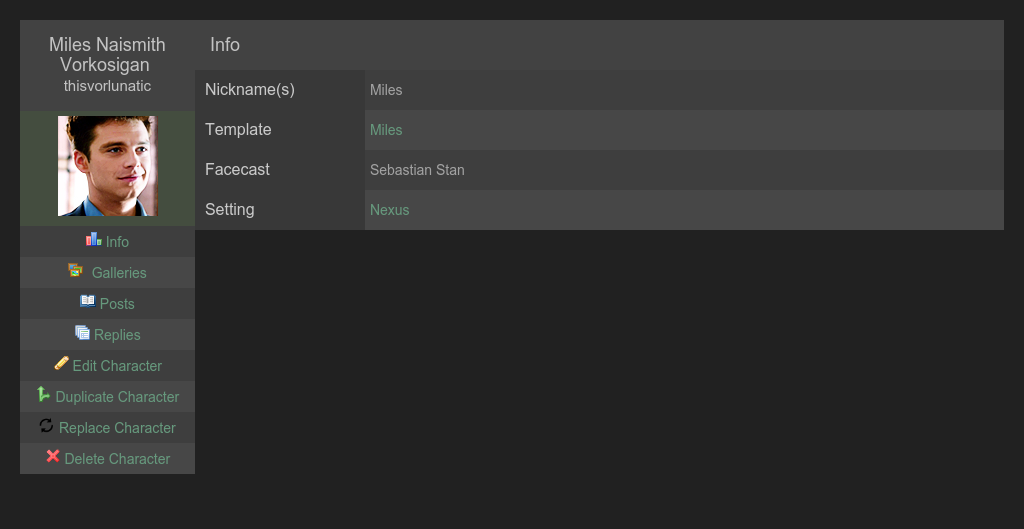 Miles Naismith
Vorkosigan
thisvorlunatic
Info
Galleries
Posts
Replies
Edit Character
Duplicate Character
Replace Character
Delete Character
Info
Nickname(s) Miles
Template Miles
Facecast Sebastian Stan
Setting Nexus